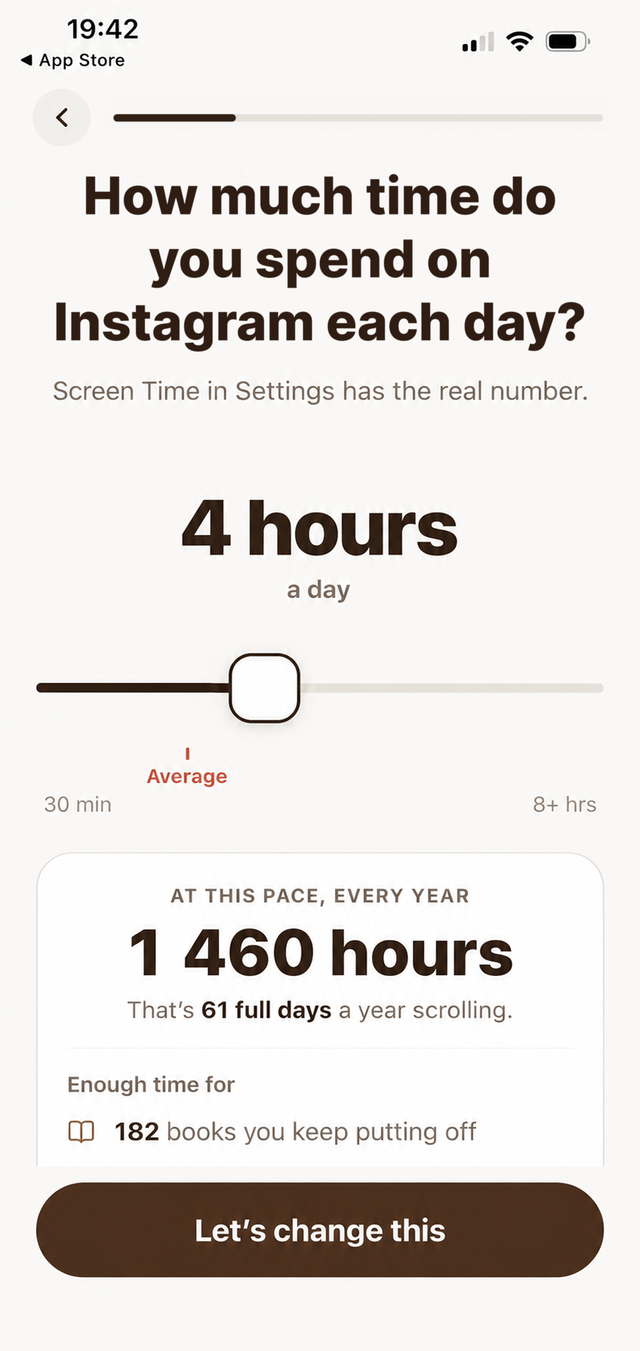 19:42
◀ App Store
How much time do
you spend on
Instagram each day?
Screen Time in Settings has the real number.
4 hours
a day
Average
30 min
8+ hrs
AT THIS PACE, EVERY YEAR
1 460 hours
That’s 61 full days a year scrolling.
Enough time for
182 books you keep putting off
Let’s change this